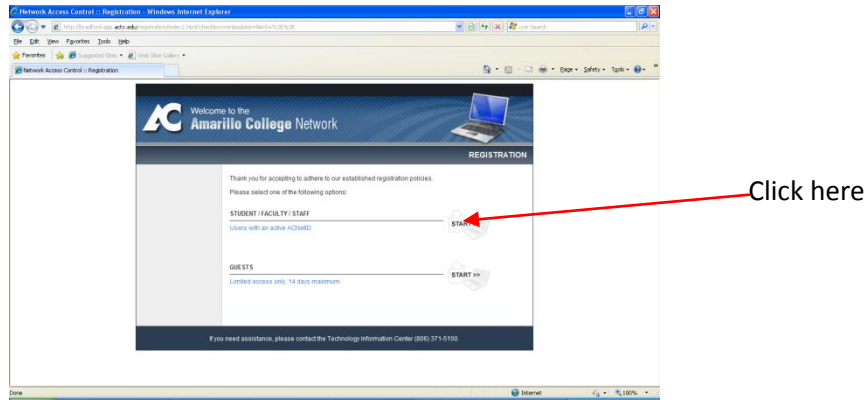 Network Access Control :: Registration - Windows Internet Explorer
Live Search
File Edit View Favorites Tools Help
Favorites Suggested Sites Web Slice Gallery
Network Access Control :: Registration
Page Safety Tools
AC
Welcome to the
Amarillo College Network
REGISTRATION
Thank you for accepting to adhere to our established registration policies.
Please select one of the following options:
STUDENT / FACULTY / STAFF
Users with an active ACNetID.
START
Click here
GUESTS
Limited access only, 14 days maximum.
START >>
If you need assistance, please contact the Technology Information Center (806) 371-5100.
Done
Internet
100%